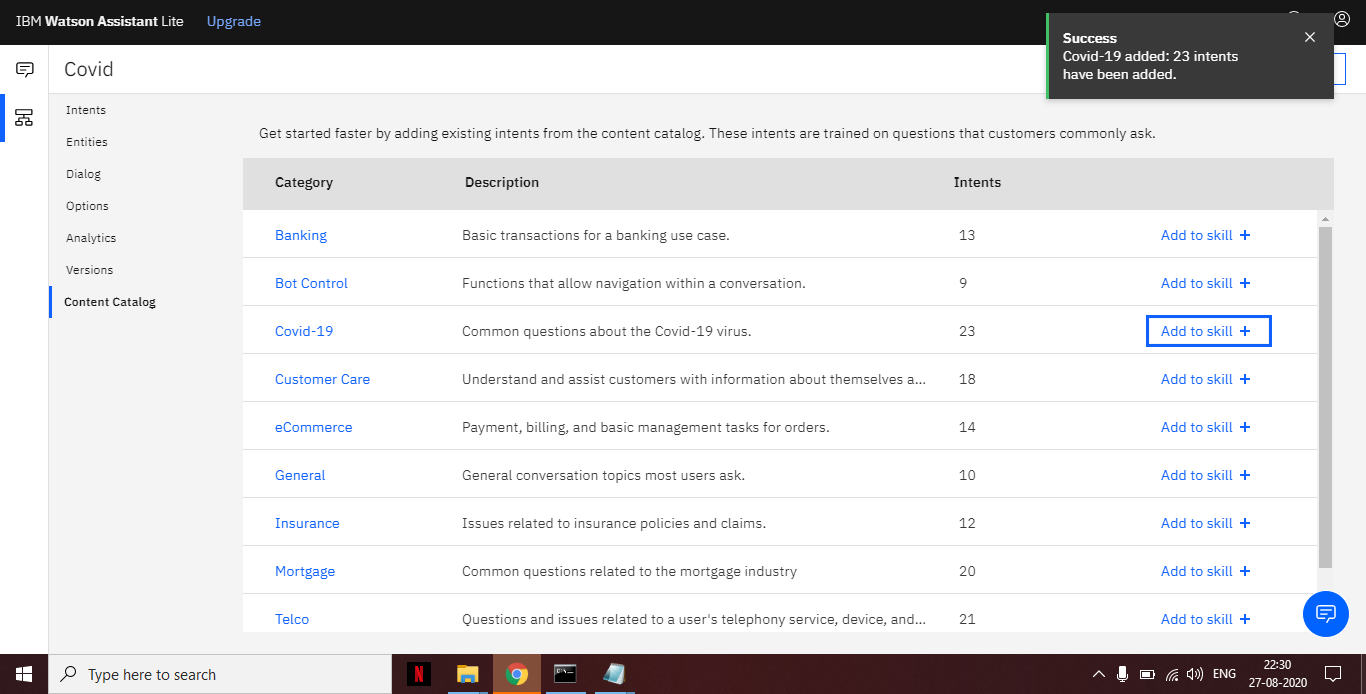 IBM Watson Assistant Lite Upgrade
Success
Covid-19 added: 23 intents
have been added.
Covid
Intents
Entities
Dialog
Options
Analytics
Versions
Content Catalog
Get started faster by adding existing intents from the content catalog. These intents are trained on questions that customers commonly ask.
Category Description Intents
Banking Basic transactions for a banking use case. 13 Add to skill +
Bot Control Functions that allow navigation within a conversation. 9 Add to skill +
Covid-19 Common questions about the Covid-19 virus. 23 Add to skill +
Customer Care Understand and assist customers with information about themselves a... 18 Add to skill +
eCommerce Payment, billing, and basic management tasks for orders. 14 Add to skill +
General General conversation topics most users ask. 10 Add to skill +
Insurance Issues related to insurance policies and claims. 12 Add to skill +
Mortgage Common questions related to the mortgage industry 20 Add to skill +
Telco Questions and issues related to a user's telephony service, device, and... 21 Add to skill +
Type here to search
N
ENG
22:30
27-08-2020